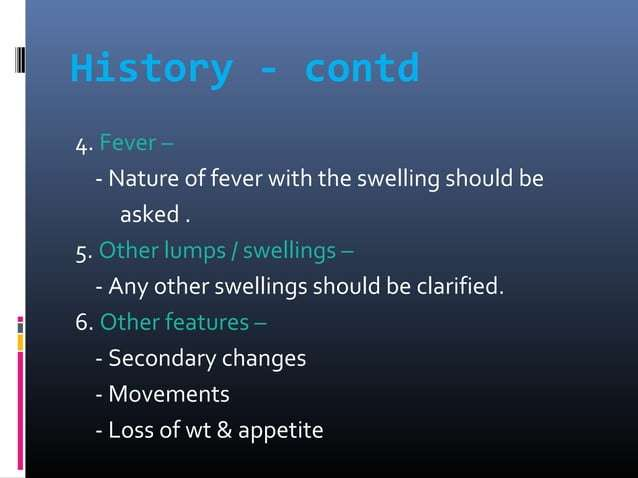 History - contd
4. Fever –
- Nature of fever with the swelling should be
asked .
5. Other lumps / swellings –
- Any other swellings should be clarified.
6. Other features –
- Secondary changes
- Movements
- Loss of wt & appetite